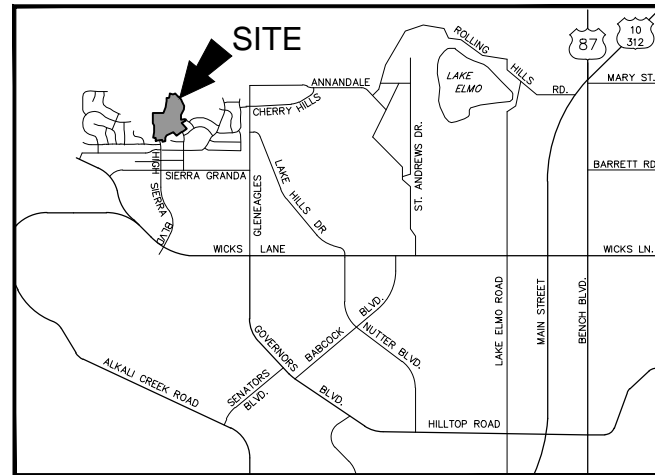 SITE
ROLLING
HILLS
RD.
87
10
312
LAKE
ELMO
ANNANDALE
MARY ST.
CHERRY HILLS
BARRETT RD.
HIGH SIERRA BLVD
SIERRA GRANDA
GLENEAGLES
LAKE HILLS DR
ST. ANDREWS DR.
WICKS LANE
WICKS LN.
LAKE ELMO ROAD
MAIN STREET
BENCH BLVD.
ALKALI CREEK ROAD
SENATORS
BLVD.
GOVERNORS
BLVD.
BABCOCK
BLVD.
NUTTER BLVD.
HILLTOP ROAD